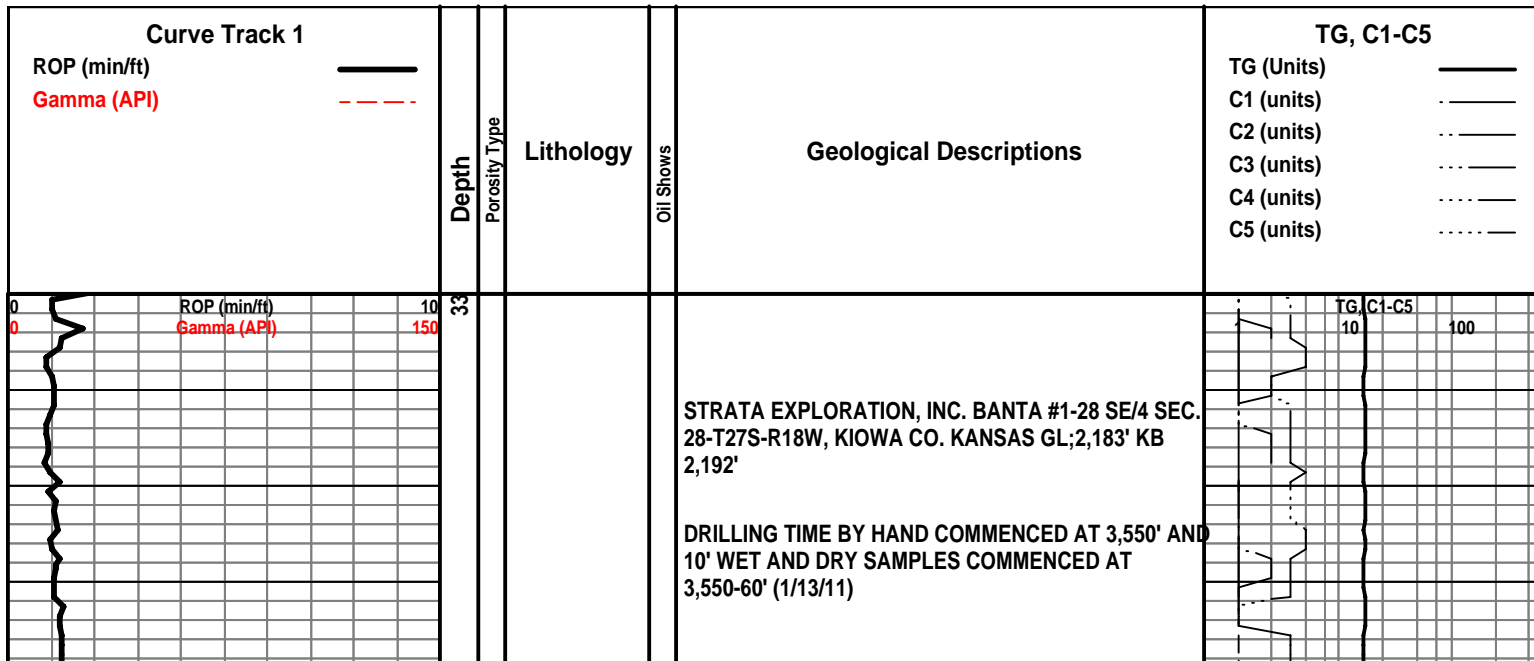 Curve Track 1
ROP (min/ft)
Gamma (API)
Depth
Porosity Type
Lithology
Oil Shows
Geological Descriptions
TG, C1-C5
TG (Units)
C1 (units)
C2 (units)
C3 (units)
C4 (units)
C5 (units)
0 ROP (min/ft) 10
0 Gamma (API) 150
33
TG, C1-C5
10 100
STRATA EXPLORATION, INC. BANTA #1-28 SE/4 SEC.
28-T27S-R18W, KIOWA CO. KANSAS GL;2,183' KB
2,192'
DRILLING TIME BY HAND COMMENCED AT 3,550' AND
10' WET AND DRY SAMPLES COMMENCED AT
3,550-60' (1/13/11)